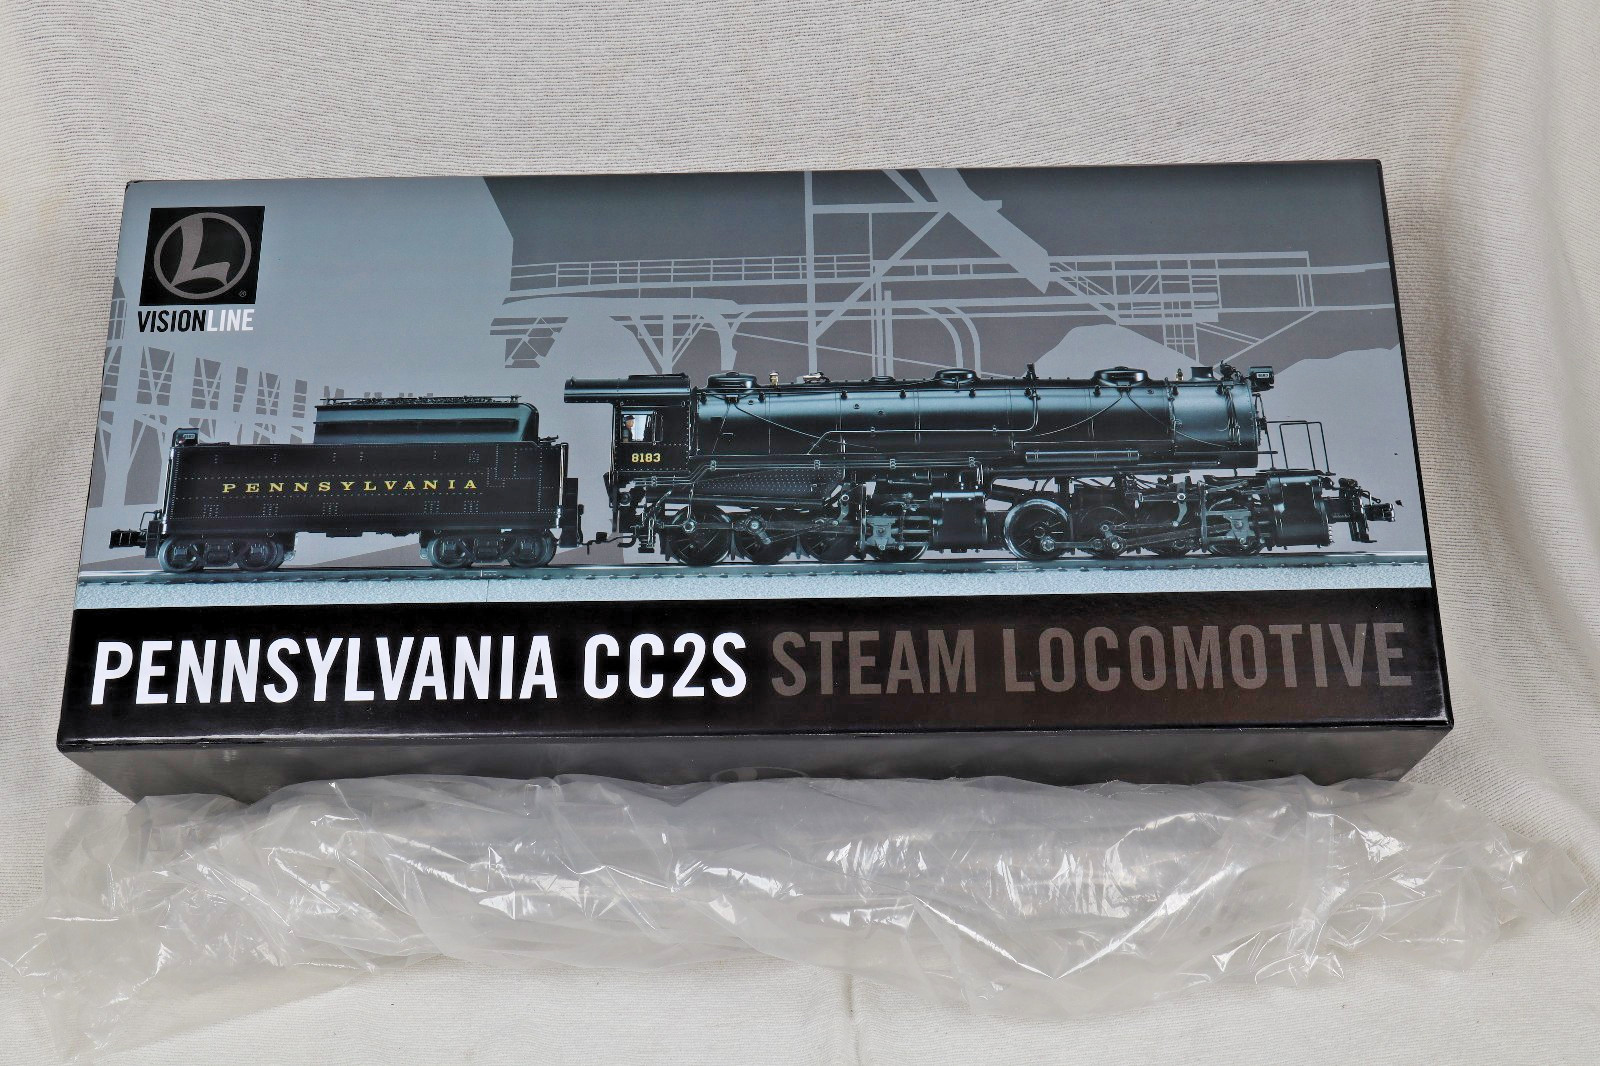 L
®
VISIONLINE
8183
PENNSYLVANIA
PENNSYLVANIA CC2S STEAM LOCOMOTIVE